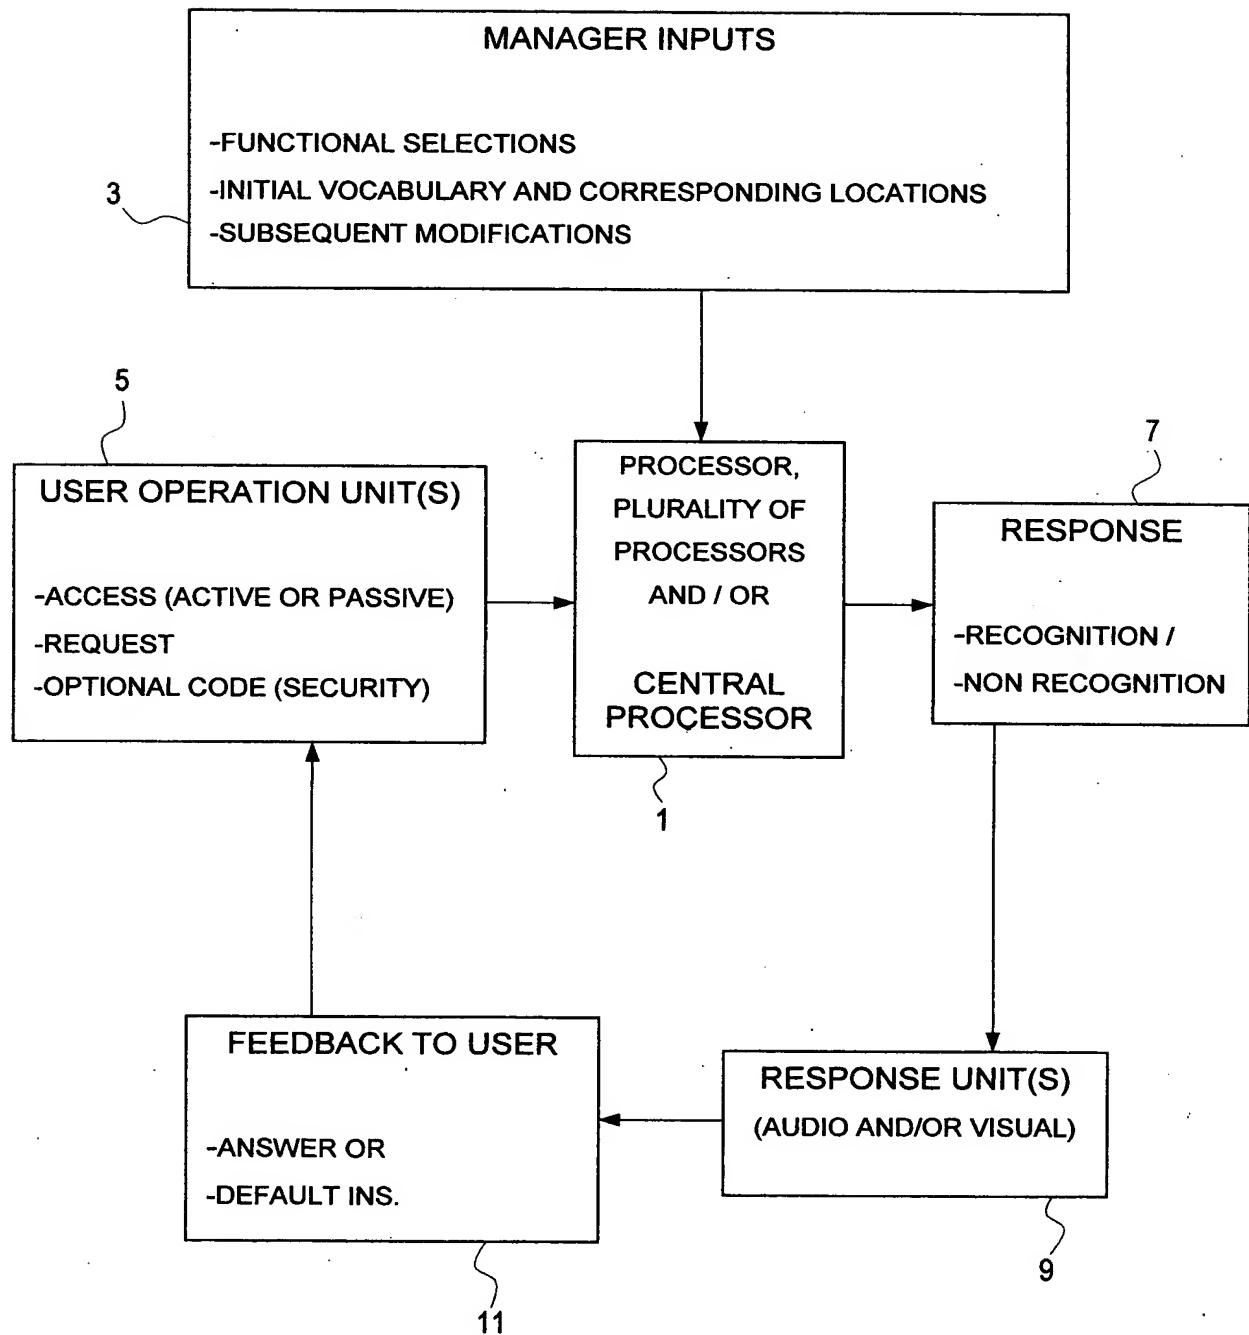 MANAGER INPUTS
-FUNCTIONAL SELECTIONS
-INITIAL VOCABULARY AND CORRESPONDING LOCATIONS
-SUBSEQUENT MODIFICATIONS
3
5
USER OPERATION UNIT(S)
-ACCESS (ACTIVE OR PASSIVE)
-REQUEST
-OPTIONAL CODE (SECURITY)
PROCESSOR,
PLURALITY OF
PROCESSORS
AND / OR
CENTRAL
PROCESSOR
1
7
RESPONSE
-RECOGNITION /
-NON RECOGNITION
FEEDBACK TO USER
-ANSWER OR
-DEFAULT INS.
11
RESPONSE UNIT(S)
(AUDIO AND/OR VISUAL)
9